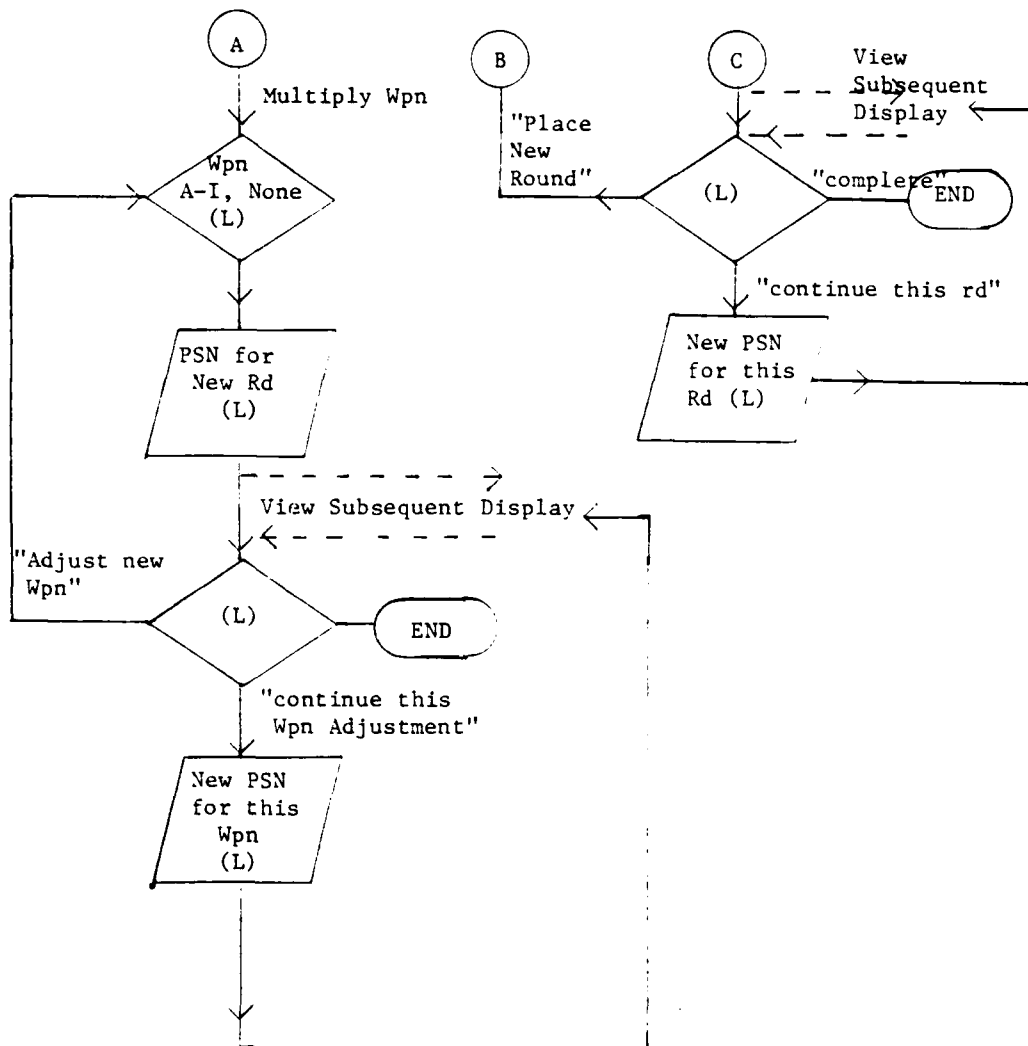 A
Multiply Wpn
Wpn
A-I, None
(L)
PSN for
New Rd
(L)
View Subsequent Display
"Adjust new
Wpn"
(L)
END
"continue this
Wpn Adjustment"
New PSN
for this
Wpn
(L)
B
"Place
New
Round"
C
View
Subsequent
Display
(L)
"complete"
END
"continue this rd"
New PSN
for this
Rd (L)